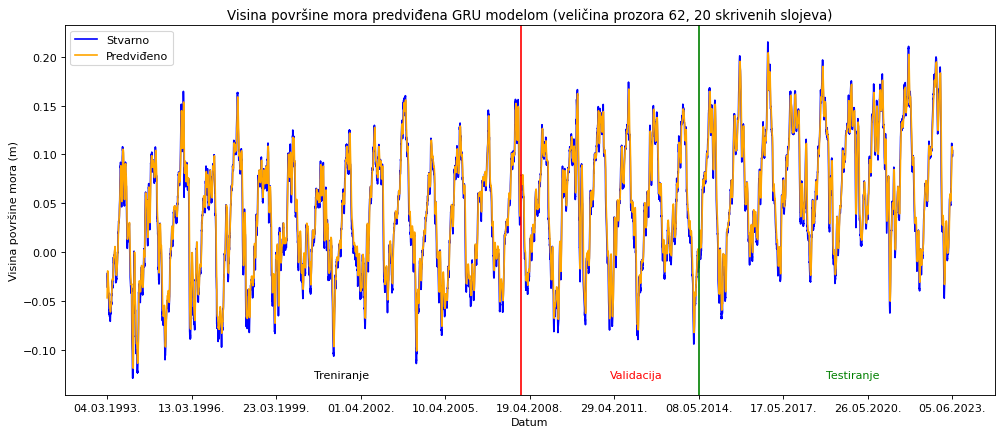 Visina površine mora predviđena GRU modelom (veličina prozora 62, 20 skrivenih slojeva)
Stvarno
Predviđeno
Visina površine mora (m)
0.20
0.15
0.10
0.05
0.00
−0.05
−0.10
Treniranje
Validacija
Testiranje
04.03.1993.
13.03.1996.
23.03.1999.
01.04.2002.
10.04.2005.
19.04.2008.
29.04.2011.
08.05.2014.
17.05.2017.
26.05.2020.
05.06.2023.
Datum